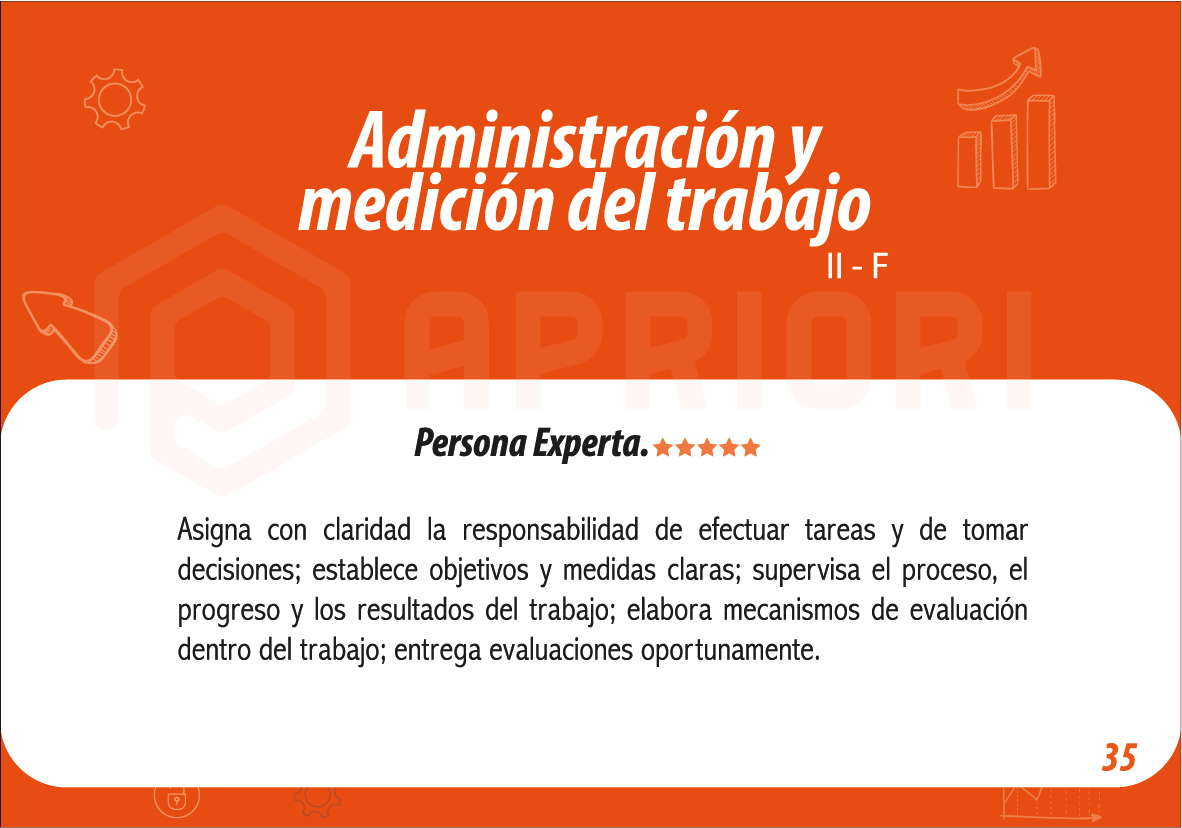 Administración y
medición del trabajo
II - F
APRIORI
Persona Experta.
Asigna con claridad la responsabilidad de efectuar tareas y de tomar
decisiones; establece objetivos y medidas claras; supervisa el proceso, el
progreso y los resultados del trabajo; elabora mecanismos de evaluación
dentro del trabajo; entrega evaluaciones oportunamente.
35